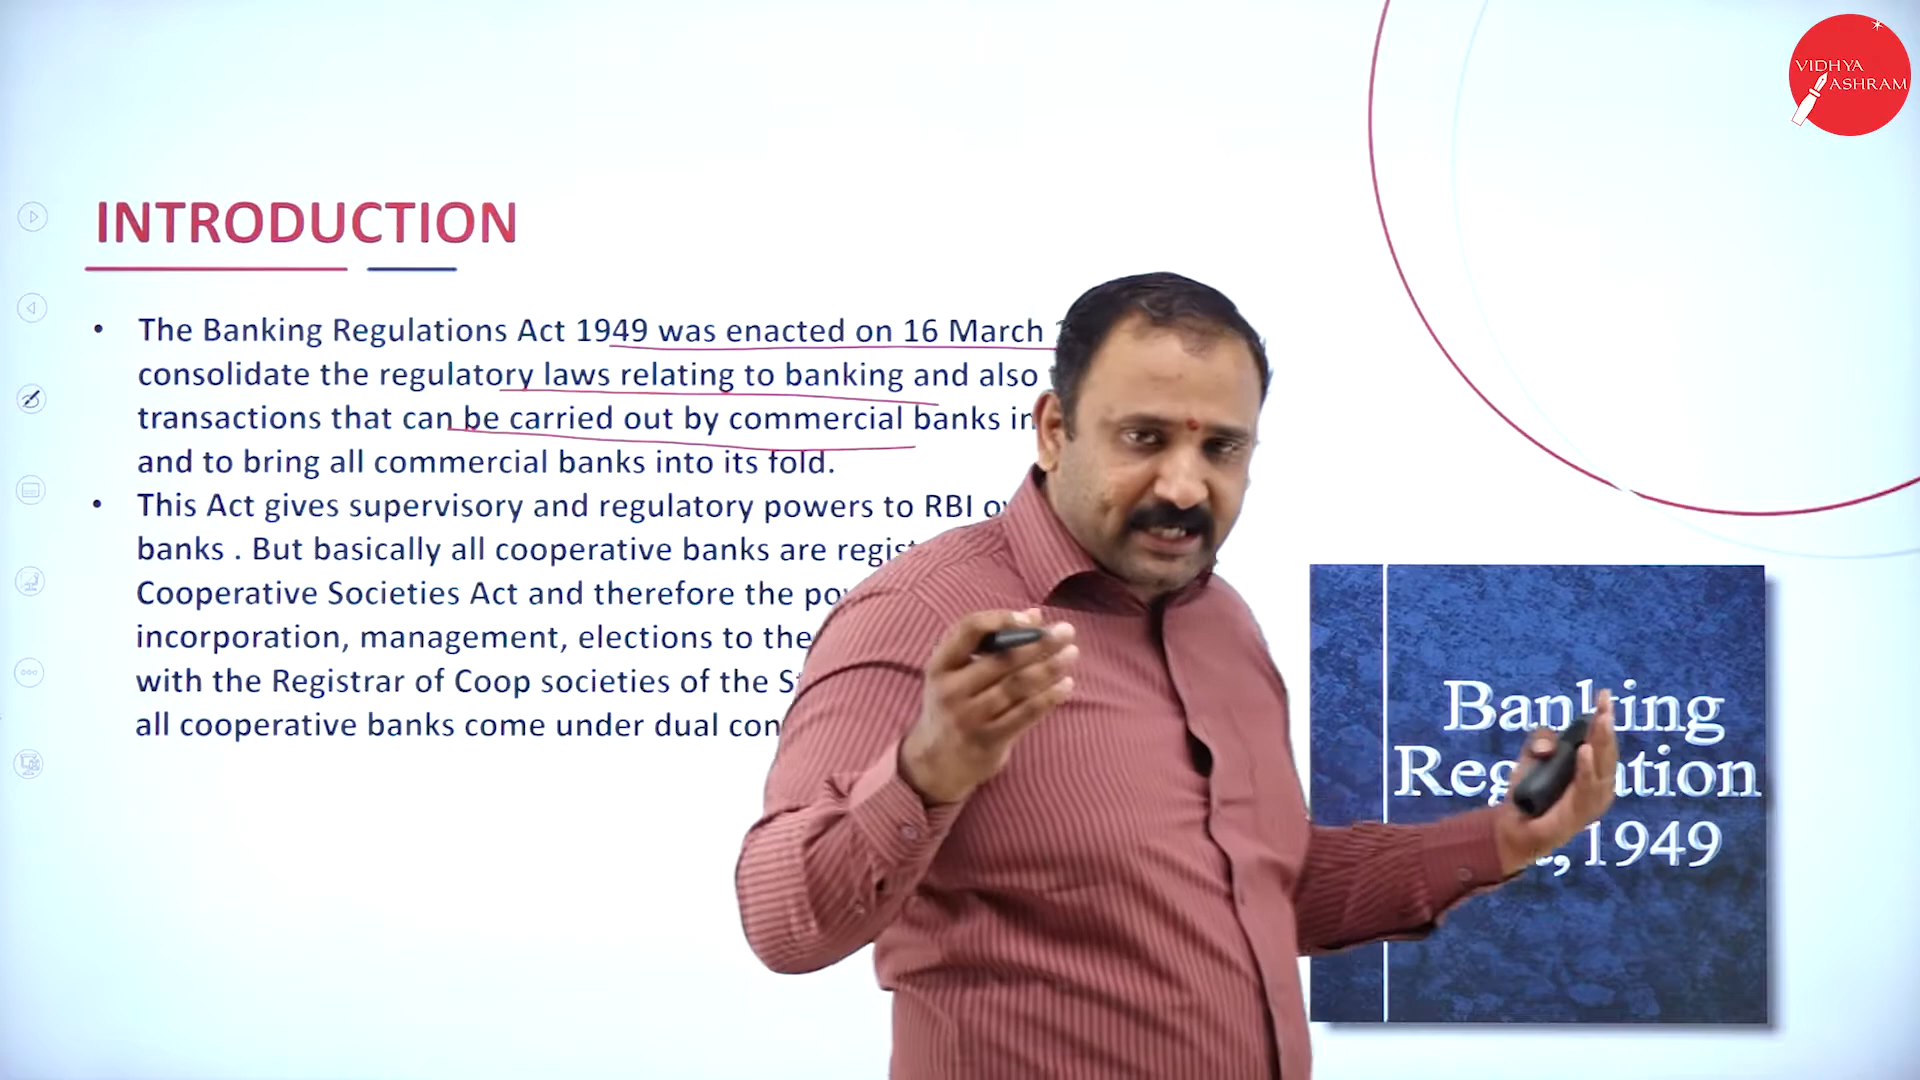 VIDHYA
ASHRAM
INTRODUCTION
• The Banking Regulations Act 1949 was enacted on 16 March
consolidate the regulatory laws relating to banking and also
transactions that can be carried out by commercial banks
and to bring all commercial banks into its fold.
• This Act gives supervisory and regulatory powers to RBI
banks . But basically all cooperative banks are
Cooperative Societies Act and therefore the
incorporation, management, elections to the
with the Registrar of Coop societies of the
all cooperative banks come under dual
Banking
1949